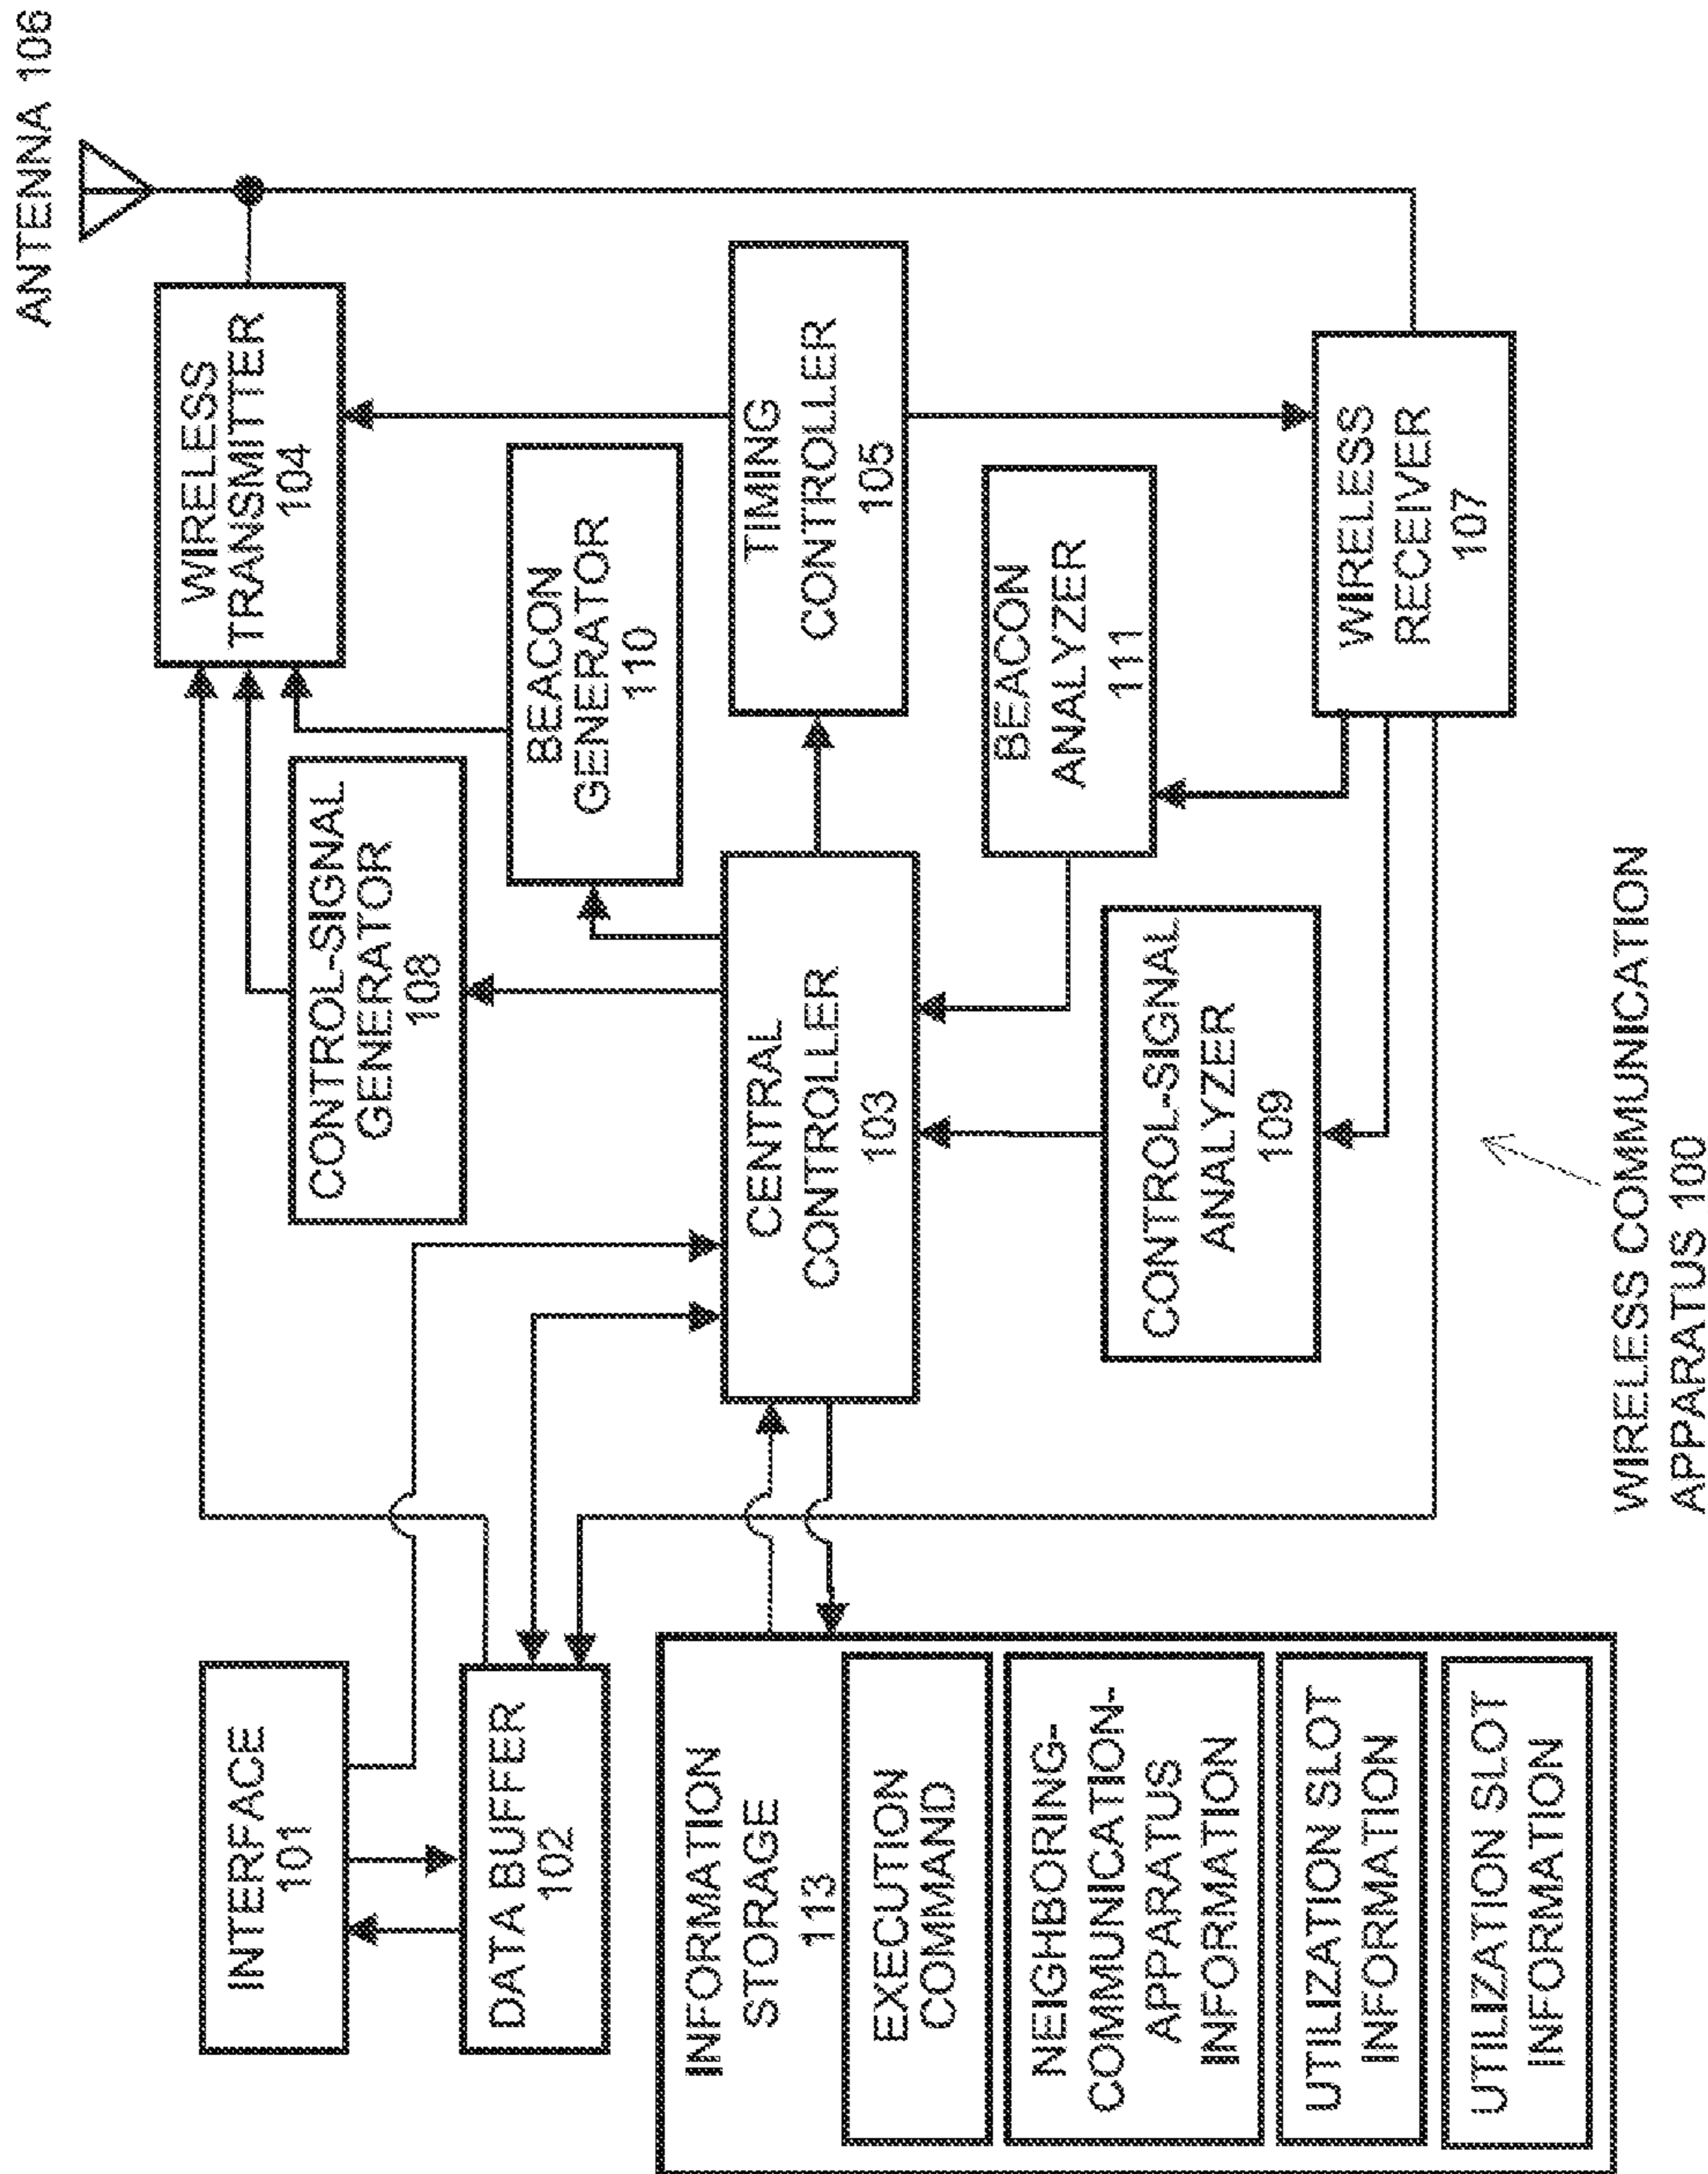 ANTENNA 106
INTERFACE
101
DATA BUFFER
102
INFORMATION
STORAGE
113
EXECUTION
COMMAND
NEIGHBORING-
COMMUNICATION-
APPARATUS
INFORMATION
UTILIZATION SLOT
INFORMATION
UTILIZATION SLOT
INFORMATION
CONTROL-SIGNAL
GENERATOR
108
CENTRAL
CONTROLLER
103
CONTROL-SIGNAL
ANALYZER
109
BEACON
GENERATOR
110
BEACON
ANALYZER
111
WIRELESS
TRANSMITTER
104
TIMING
CONTROLLER
105
WIRELESS
RECEIVER
107
WIRELESS COMMUNICATION
APPARATUS 100